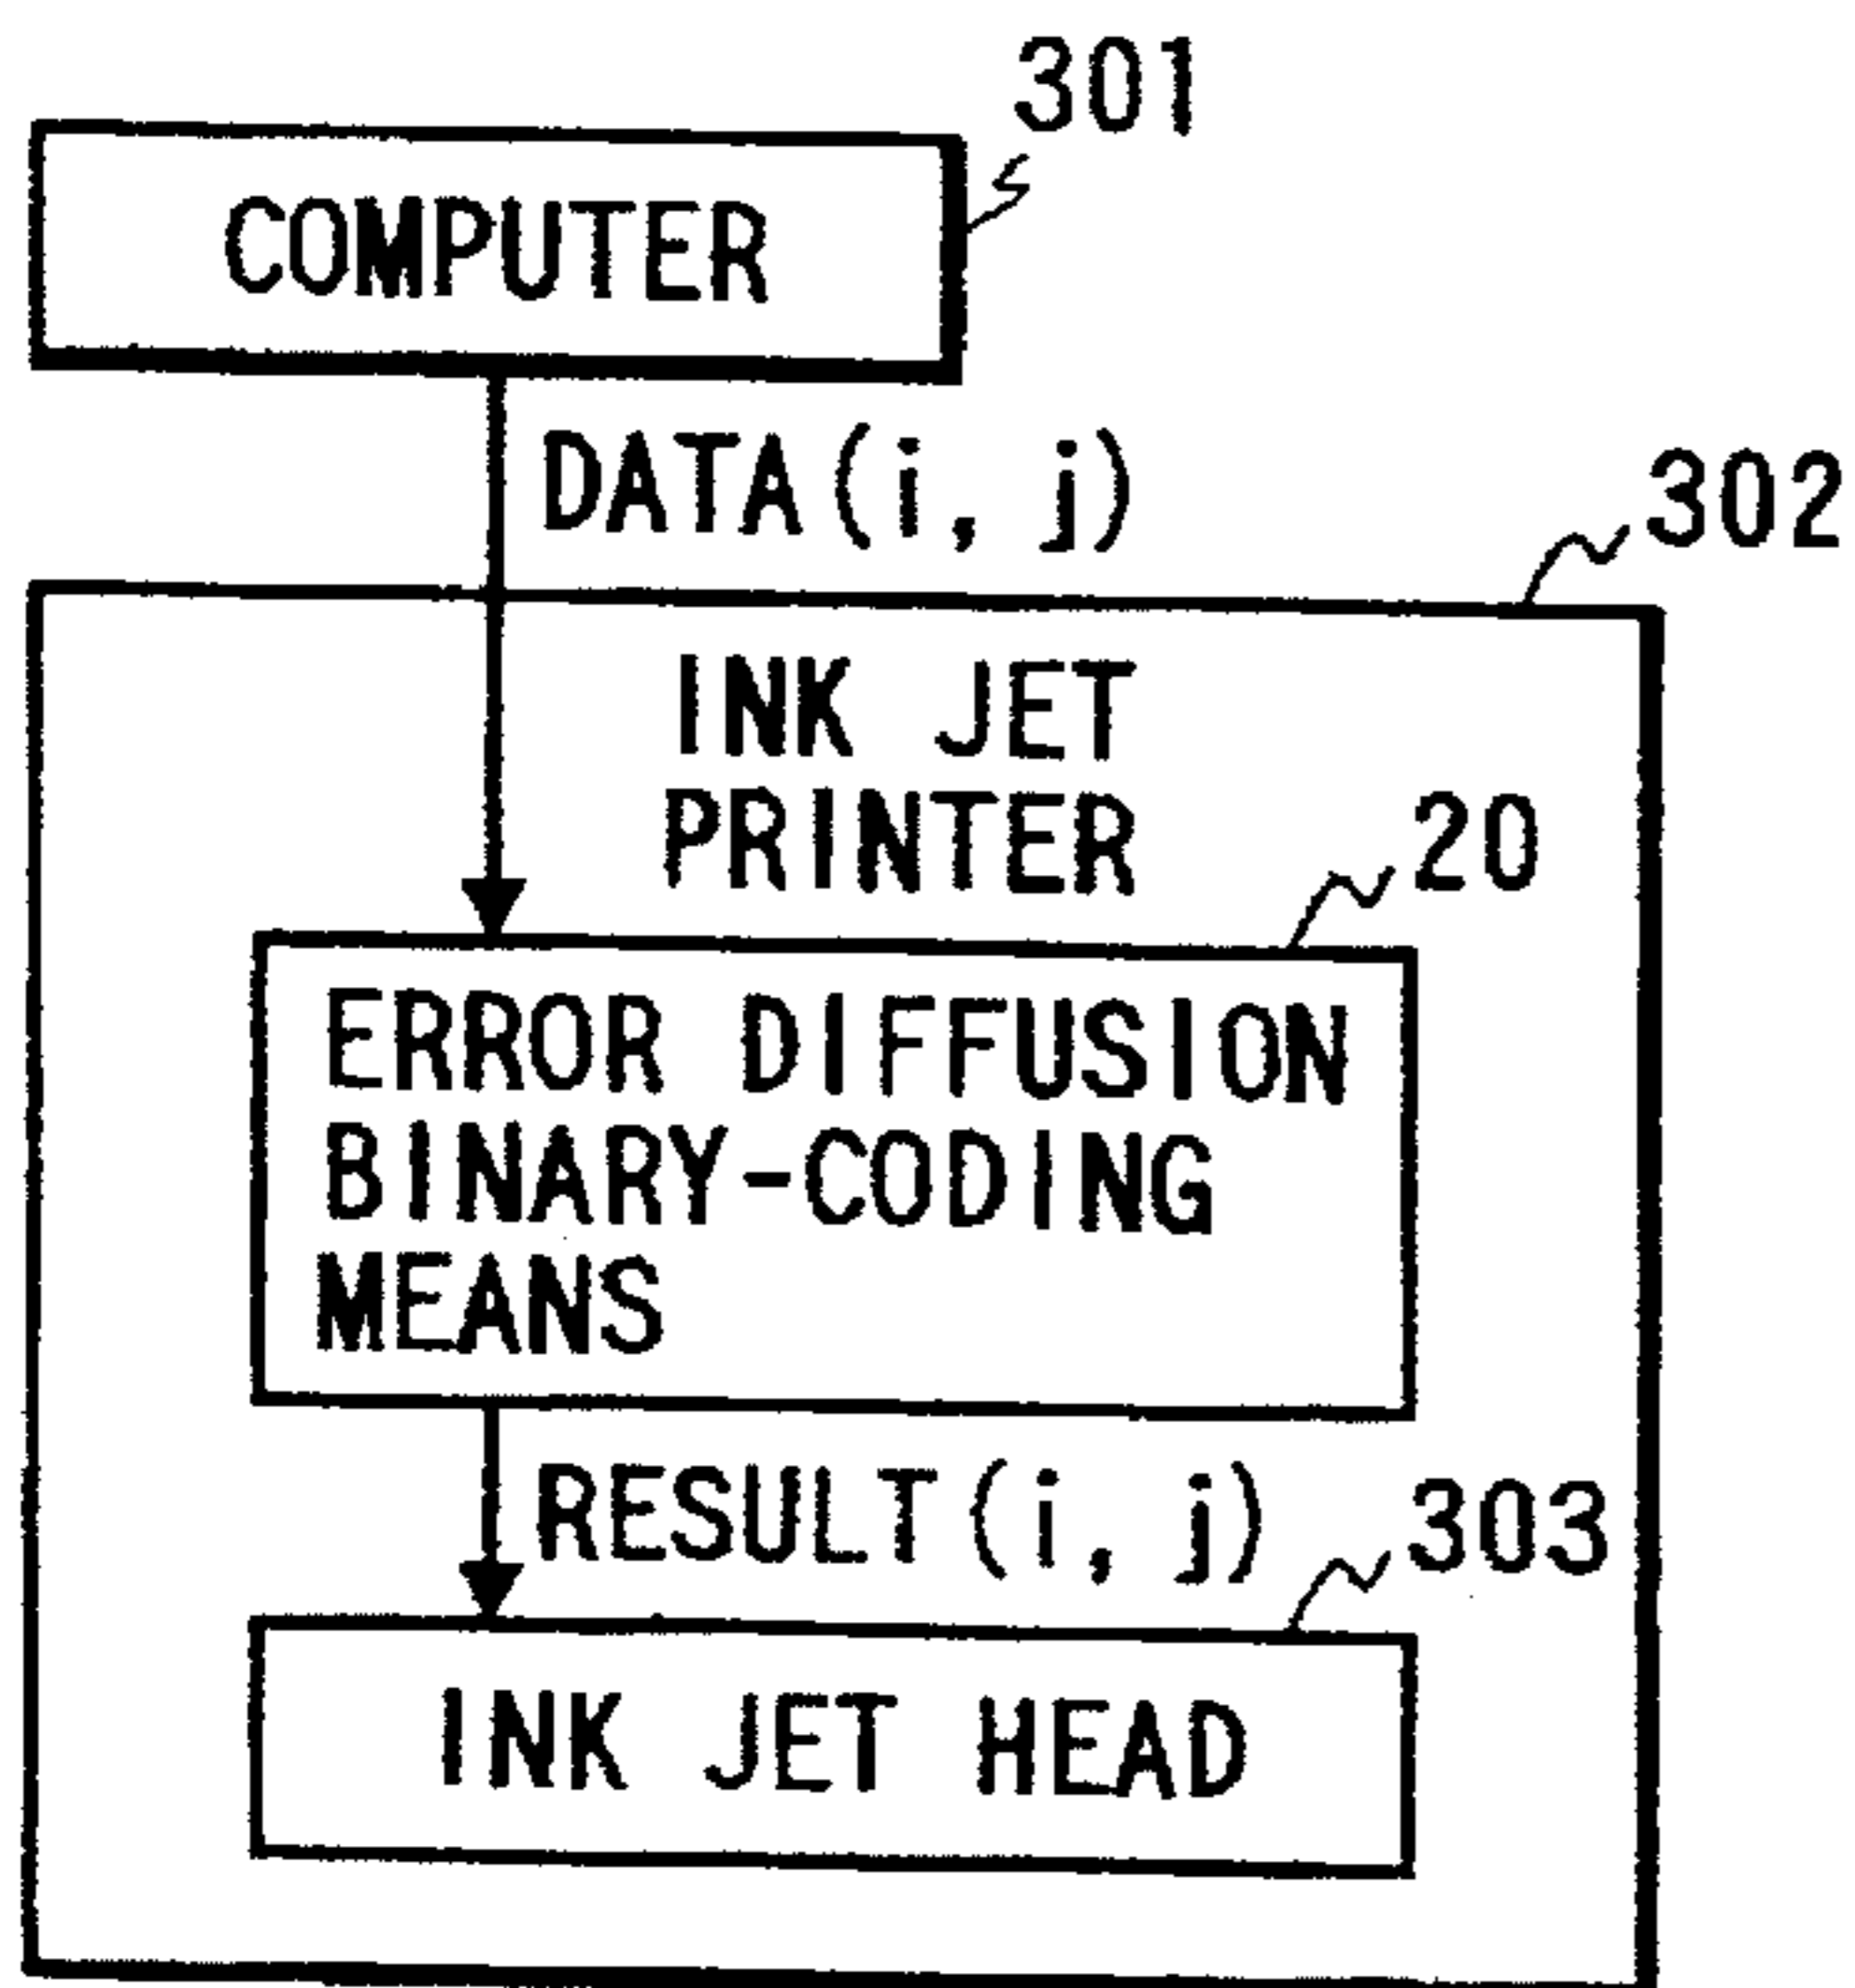 301
COMPUTER
DATA(i, j)
302
INK JET
PRINTER
20
ERROR DIFFUSION
BINARY-CODING
MEANS
RESULT(i, j)
303
INK JET HEAD